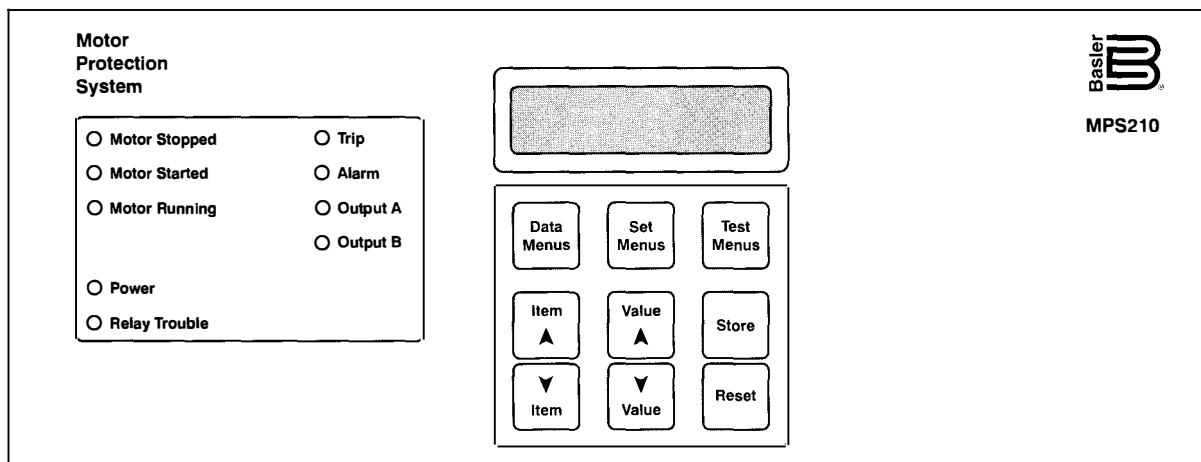 Motor
Protection
System
Basler
B
®
MPS210
Motor Stopped
Motor Started
Motor Running
Power
Relay Trouble
Trip
Alarm
Output A
Output B
Data
Menus
Set
Menus
Test
Menus
Item
Value
Store
Item
Value
Reset